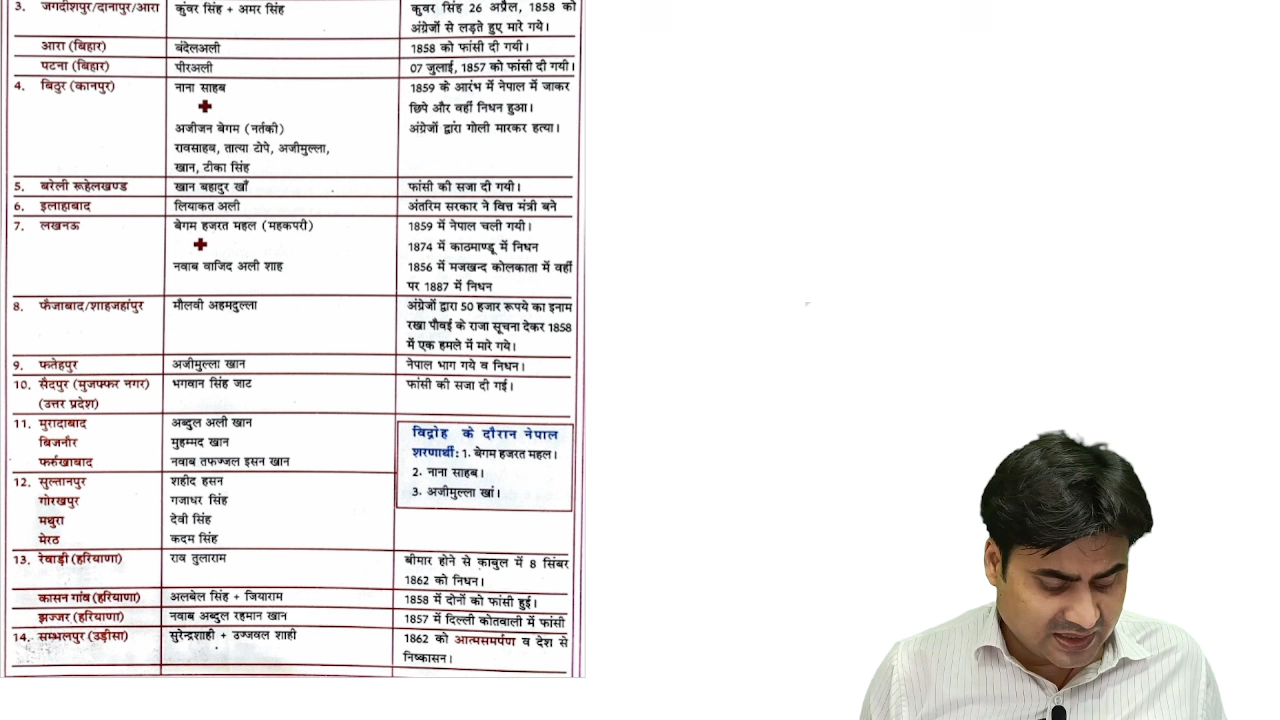 3. जगदीशपुर/दानापुर/आरा कुंवर सिंह + अमर सिंह कुवर सिंह 26 अप्रैल, 1858 को
अंग्रेजों से लड़ते हुए मारे गये।
आरा (बिहार) बंदेलअली 1858 को फांसी दी गयी।
पटना (बिहार) पीरअली 07 जुलाई, 1857 को फांसी दी गयी।
4. बिठुर (कानपुर) नाना साहब 1859 के आरंभ में नेपाल में जाकर
+ छिपे और वहीं निधन हुआ।
अजीजन बेगम (नर्तकी) अंग्रेजों द्वारा गोली मारकर हत्या।
रावसाहब, तात्या टोपे, अजीमुल्ला,
खान, टीका सिंह
5. बरेली रूहेलखण्ड खान बहादुर खाँ फांसी की सजा दी गयी।
6. इलाहाबाद लियाकत अली अंतरिम सरकार ने वित्त मंत्री बने
7. लखनऊ बेगम हजरत महल (महकपरी) 1859 में नेपाल चली गयी।
+ 1874 में काठमाण्डू में निधन
नवाब वाजिद अली शाह 1856 में मजखन्द कोलकाता में वहीं
पर 1887 में निधन
8. फैजाबाद/शाहजहांपुर मौलवी अहमदुल्ला अंग्रेजों द्वारा 50 हजार रूपये का इनाम
रखा पौवई के राजा सूचना देकर 1858
में एक हमले में मारे गये।
9. फतेहपुर अजीमुल्ला खान नेपाल भाग गये व निधन।
10. सैदपुर (मुजफ्फर नगर) भगवान सिंह जाट फांसी की सजा दी गई।
(उत्तर प्रदेश)
11. मुरादाबाद अब्दुल अली खान
बिजनौर मुहम्मद खान
फर्रुखाबाद नवाब तफज्जल इसन खान
विद्रोह के दौरान नेपाल
शरणार्थी: 1. बेगम हजरत महल।
2. नाना साहब।
3. अजीमुल्ला खां।
12. सुल्तानपुर शहीद हसन
गोरखपुर गजाधर सिंह
मथुरा देवी सिंह
मेरठ कदम सिंह
13. रेवाड़ी (हरियाणा) राव तुलाराम बीमार होने से काबुल में 8 सिंबर
1862 को निधन।
कासन गांव (हरियाणा) अलबेल सिंह + जियाराम 1858 में दोनों को फांसी हुई।
झज्जर (हरियाणा) नवाब अब्दुल रहमान खान 1857 में दिल्ली कोतवाली में फांसी
14. सम्भलपुर (उड़ीसा) सुरेन्द्रशाही + उज्जवल शाही 1862 को आत्मसमर्पण व देश से
निष्कासन।